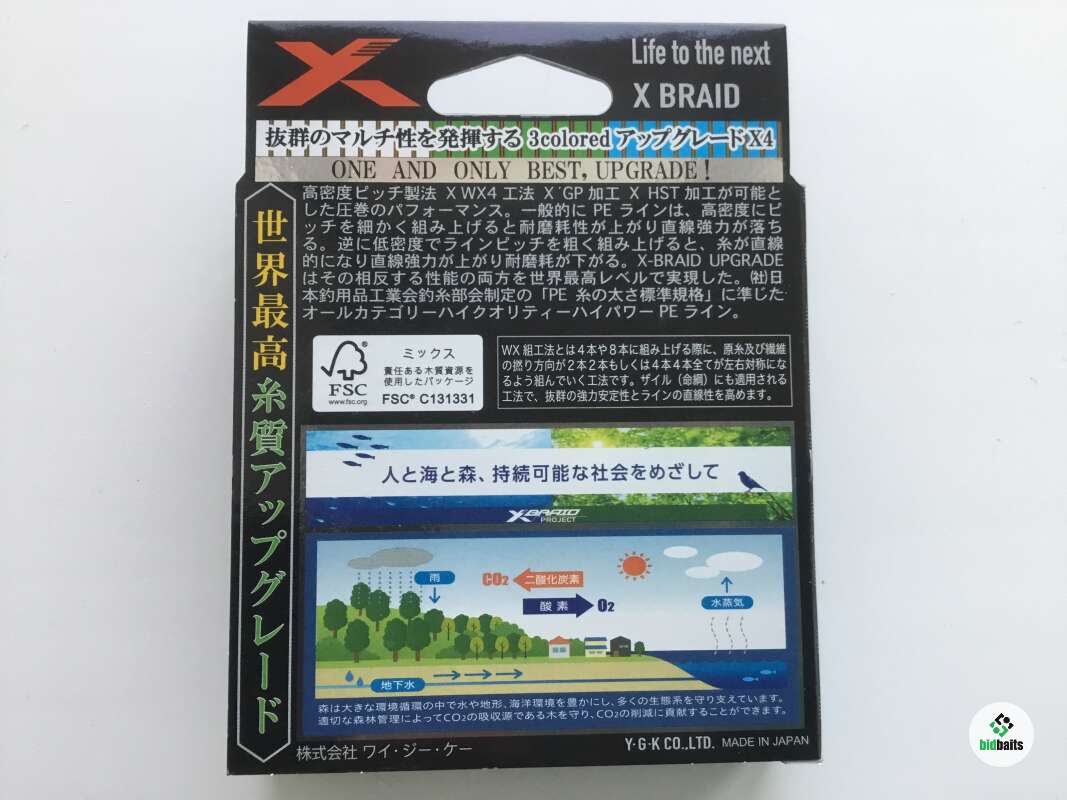 X
Life to the next
X BRAID
抜群のマルチ性を発揮する 3colored アップグレードX4
ONE AND ONLY BEST, UPGRADE!
世界最高糸質アップグレード
高密度ピッチ製法 X WX4 工法 X GP 加工 X HST 加工が可能と
した圧巻のパフォーマンス。一般的に PE ラインは、高密度にピ
ッチを細かく組み上げると耐磨耗性が上がり直線強力が落ち
る。逆に低密度でラインピッチを粗く組み上げると、糸が直線
的になり直線強力が上がり耐磨耗が下がる。X-BRAID UPGRADE
はその相反する性能の両方を世界最高レベルで実現した。㈳日
本釣用品工業会釣糸部会制定の「PE 糸の太さ標準規格」に準じた
オールカテゴリーハイクオリティーハイパワー PE ライン。
FSC
www.fsc.org
ミックス
責任ある木質資源を
使用したパッケージ
FSC® C131331
WX 組工法とは4本や8本に組み上げる際に、原糸及び繊維
の撚り方向が2本2本もしくは4本4本全てが左右対称にな
るよう組んでいく工法です。ザイル(命綱)にも適用される
工法で、抜群の強力安定性とラインの直線性を高めます。
人と海と森、持続可能な社会をめざして
X BRAID
PROJECT
雨
CO2
二酸化炭素
酸素
O2
水蒸気
地下水
森は大きな環境循環の中で水や地形、海洋環境を豊かにし、多くの生態系を守り支えています。
適切な森林管理によってCO2の吸収源である木を守り、CO2の削減に貢献することができます。
株式会社 ワイ・ジー・ケー
Y・G・K CO.,LTD. MADE IN JAPAN
bidbaits